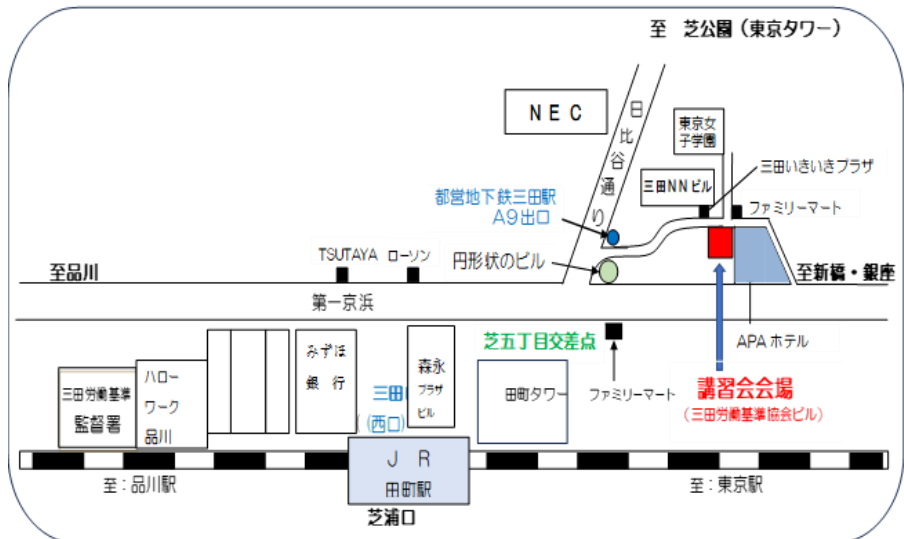 至 芝公園（東京タワー）
NEC
日比谷通り
東京女
子学園
三田いきいきプラザ
三田NNビル
ファミリーマート
都営地下鉄三田駅
A9出口
TSUTAYA ローソン
円形状のビル
至品川
至新橋・銀座
第一京浜
芝五丁目交差点
APAホテル
みずほ
銀行
森永
プラザ
ビル
田町タワー
ファミリーマート
講習会会場
（三田労働基準協会ビル）
三田労働基準
監督署
ハロー
ワーク
品川
三田
(西口)
JR
田町駅
至：品川駅
至：東京駅
芝浦口